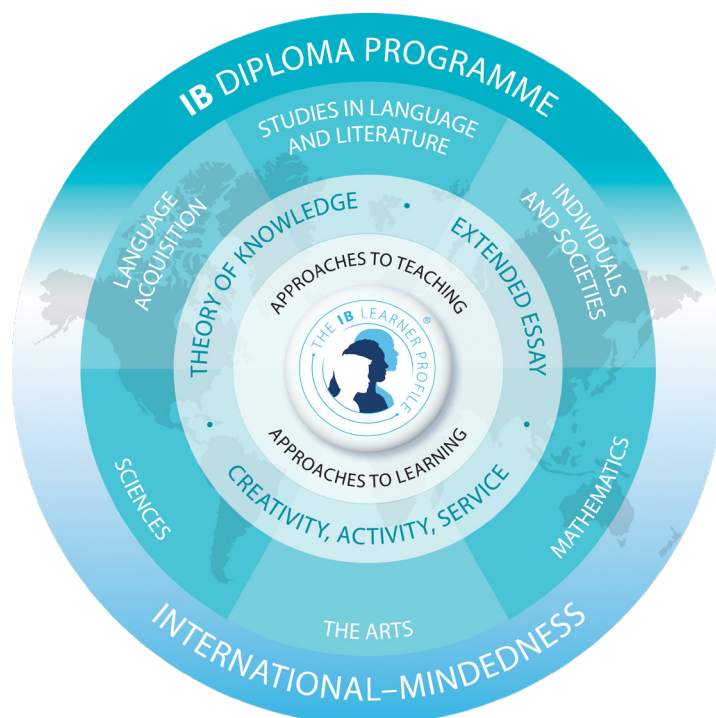 IB DIPLOMA PROGRAMME
STUDIES IN LANGUAGE
AND LITERATURE
LANGUAGE
ACQUISITION
INDIVIDUALS
AND SOCIETIES
THEORY OF KNOWLEDGE
•
EXTENDED ESSAY
APPROACHES TO TEACHING
• THE IB LEARNER PROFILE • ®
APPROACHES TO LEARNING
•
CREATIVITY, ACTIVITY, SERVICE
•
SCIENCES
MATHEMATICS
THE ARTS
INTERNATIONAL–MINDEDNESS